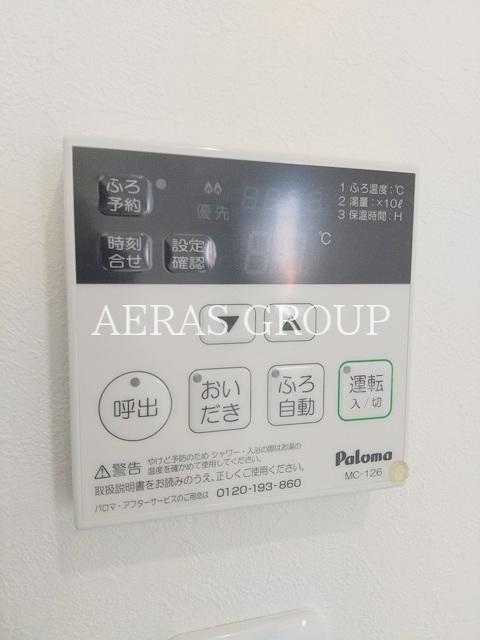 ふろ
予約
優先
1 ふろ温度:℃
2 湯量:×10ℓ
3 保温時間:H
時刻
合せ
設定
確認
℃
AERAS GROUP
呼出
おい
だき
ふろ
自動
運転
入/切
警告
やけど予防のため シャワー・入浴の際はお湯の
温度を確かめて使用してください。
取扱説明書をお読みのうえ、正しくご使用ください。
パロマ・アフターサービスのご用命は 0120-193-860
Paloma
MC-126